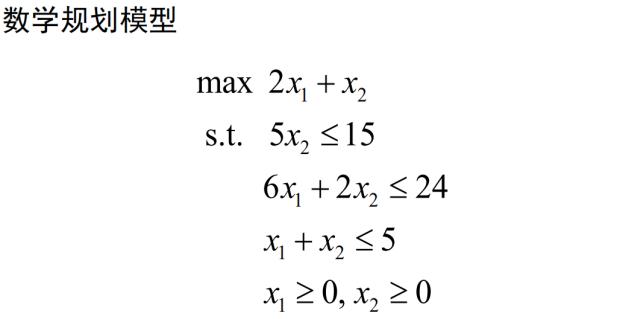 数学规划模型
max 2x₁ + x₂
s.t. 5x₂ ≤ 15
6x₁ + 2x₂ ≤ 24
x₁ + x₂ ≤ 5
x₁ ≥ 0, x₂ ≥ 0